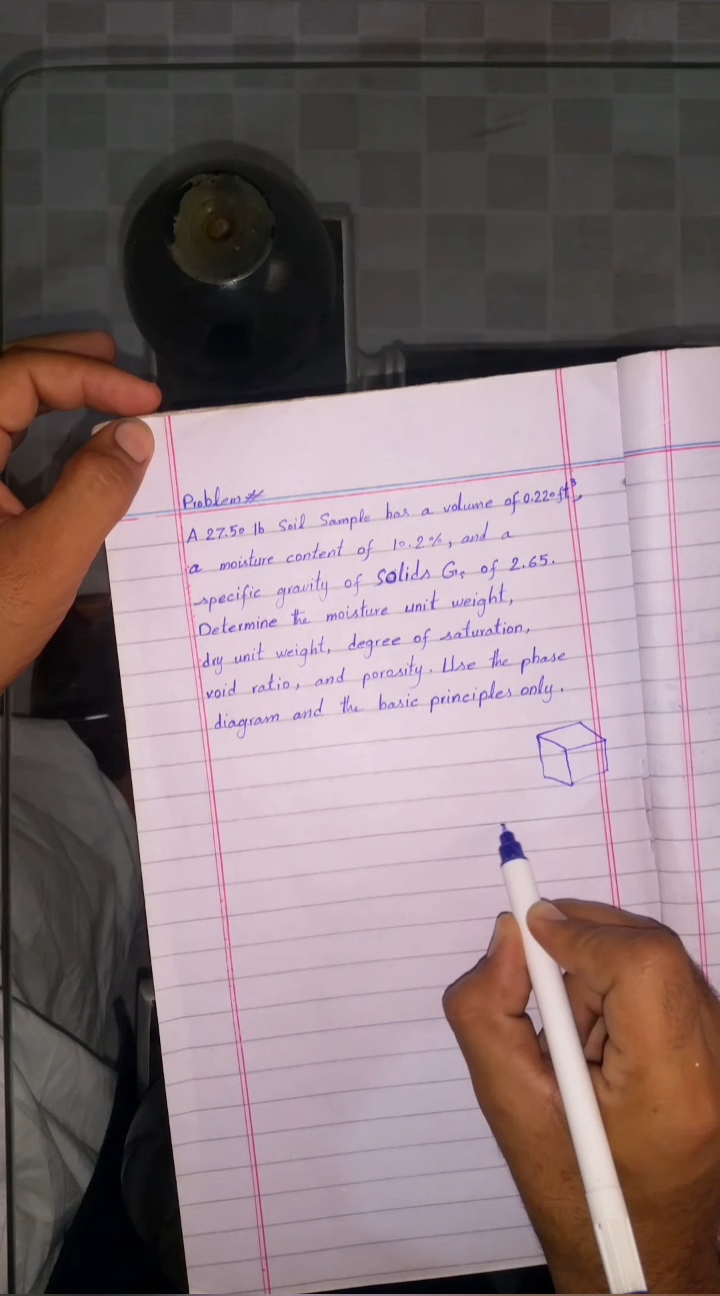 Problem #
A 27.50 lb Soil Sample has a volume of 0.220 ft³,
a moisture content of 10.2%, and a
specific gravity of Solids Gs of 2.65.
Determine the moisture unit weight,
dry unit weight, degree of saturation,
void ratio, and porosity. Use the phase
diagram and the basic principles only.